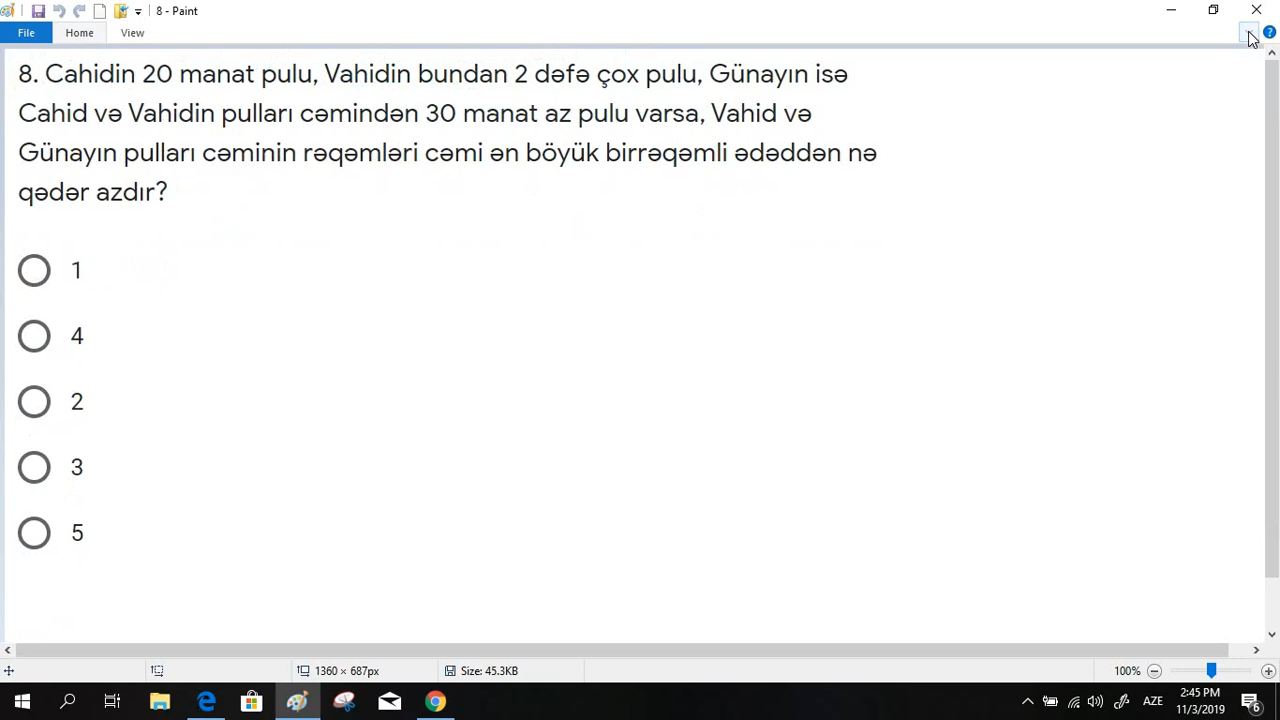 8 - Paint
File Home View
8. Cahidin 20 manat pulu, Vahidin bundan 2 dəfə çox pulu, Günayın isə
Cahid və Vahidin pulları cəmindən 30 manat az pulu varsa, Vahid və
Günayın pulları cəminin rəqəmləri cəmi ən böyük birrəqəmli ədəddən nə
qədər azdır?
1
4
2
3
5
1360 × 687px Size: 45.3KB 100%
AZE 2:45 PM
11/3/2019 6